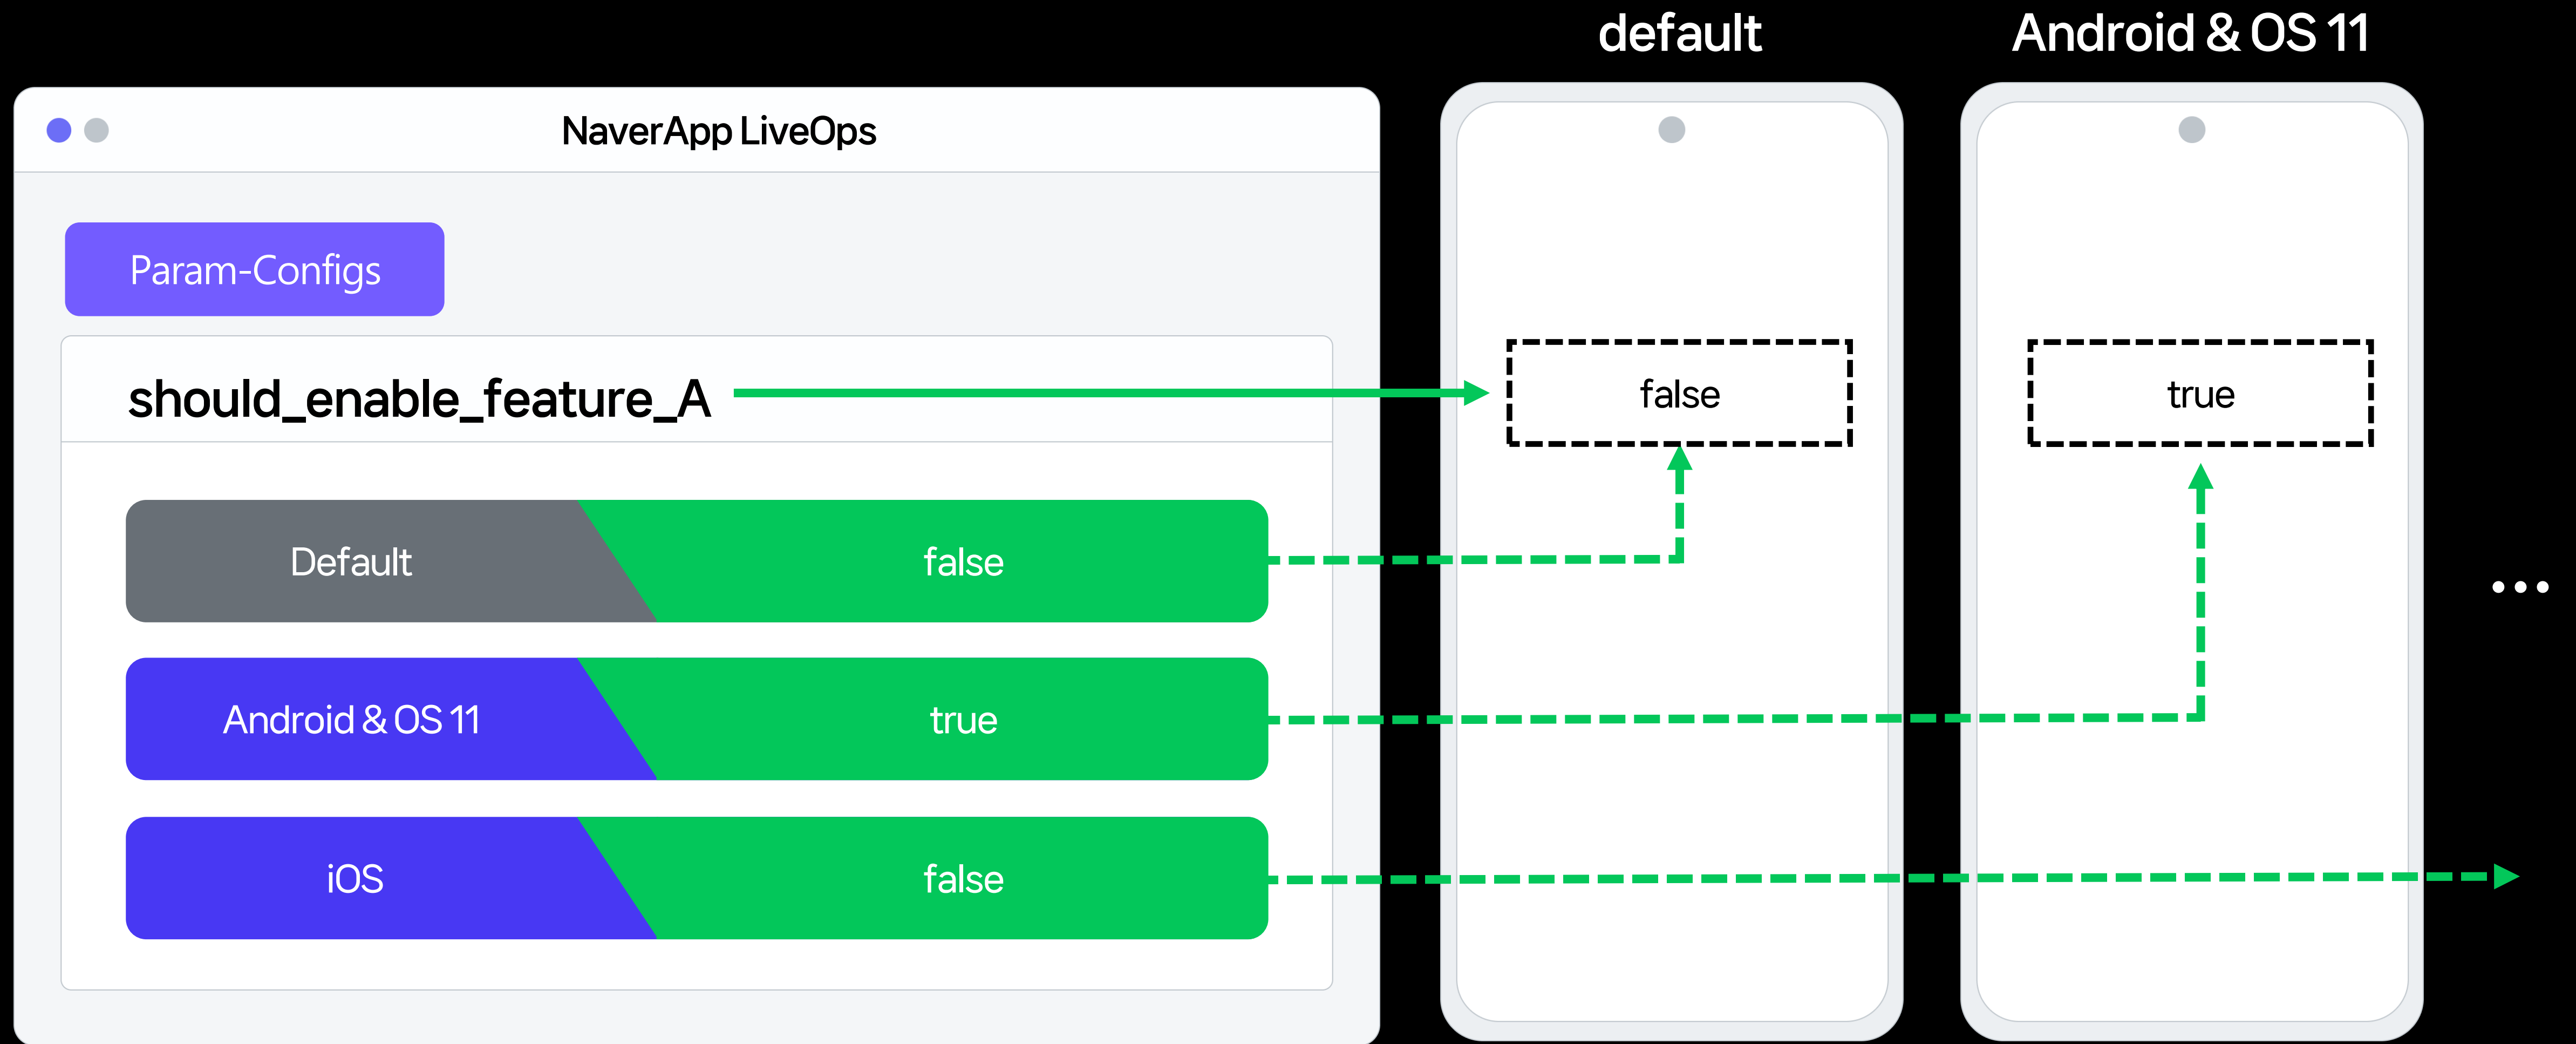 default
Android & OS 11
NaverApp LiveOps
Param-Configs
should_enable_feature_A
false
true
Default
false
Android & OS 11
true
iOS
false
...